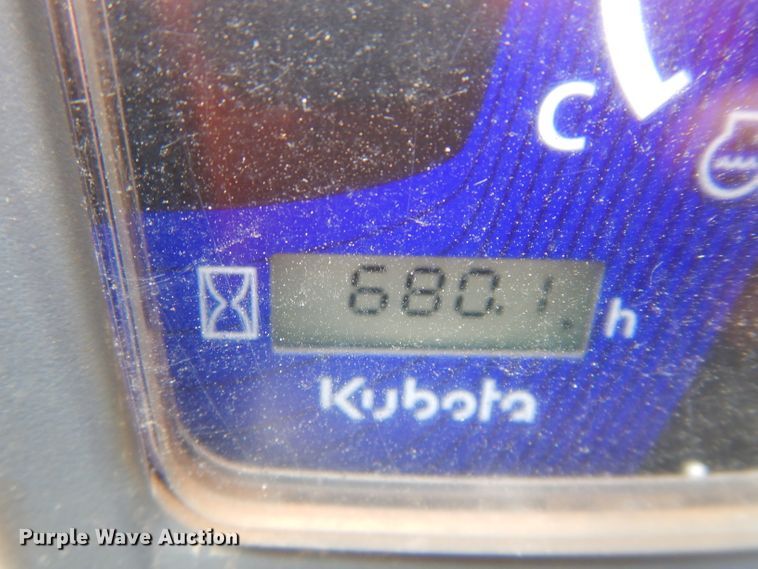 C
680.1 h
Kubota
Purple Wave Auction